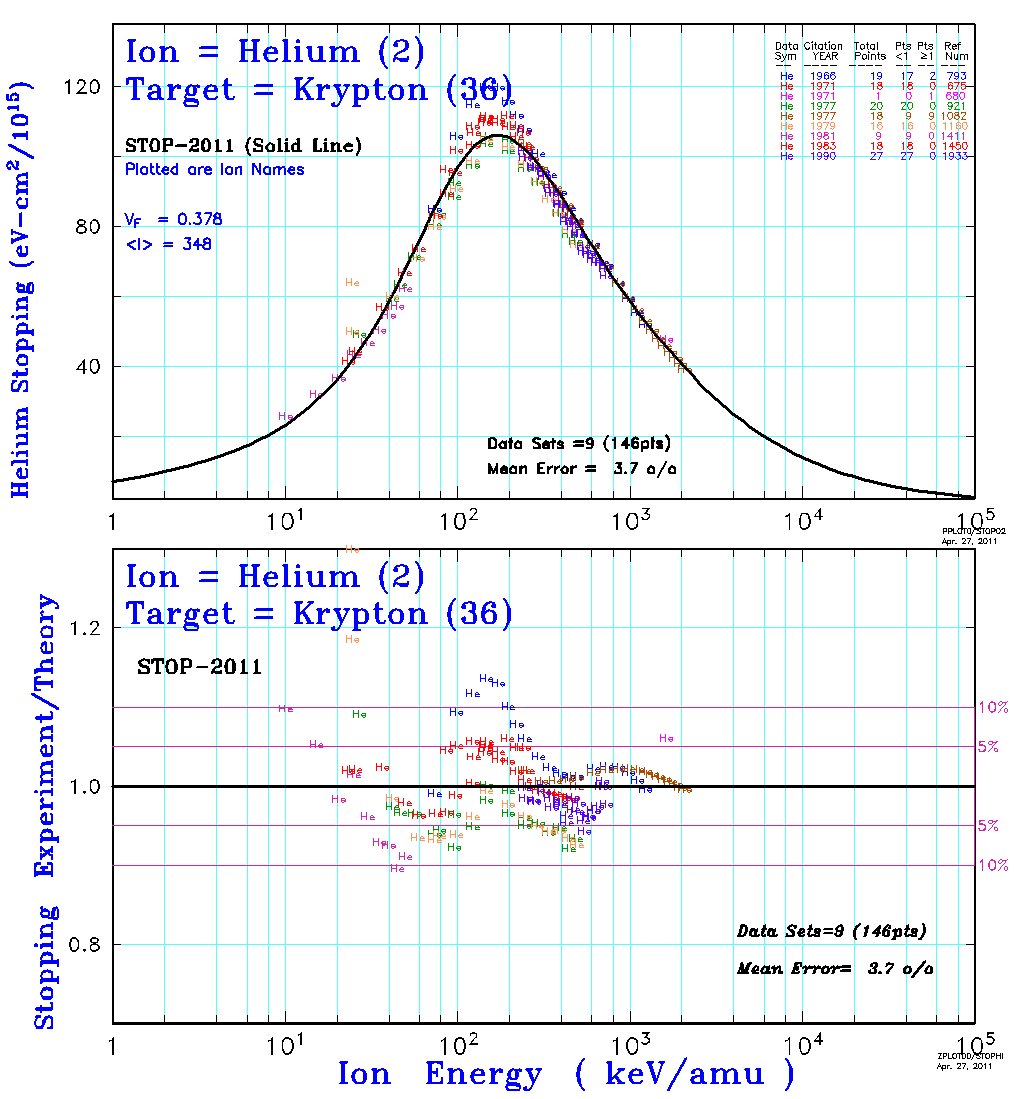 Ion = Helium (2)
Target = Krypton (36)
STOP-2011 (Solid Line)
Plotted are Ion Names
VF = 0.378
<I> = 348
Data Citation Total Pts Pts Ref
Sym YEAR Points <1 ≥1 Num
He 1966 19 17 2 793
He 1971 18 18 0 675
He 1971 1 0 1 680
He 1977 20 20 0 921
He 1977 18 9 9 1082
He 1979 16 16 0 1160
He 1981 9 9 0 1411
He 1983 18 18 0 1450
He 1990 27 27 0 1933
Helium Stopping (eV-cm²/10¹⁵)
120
80
40
Data Sets =9 (146pts)
Mean Error = 3.7 o/o
1 10¹ 10² 10³ 10⁴ 10⁵
Apr. 27, 2011
Ion = Helium (2)
Target = Krypton (36)
STOP-2011
Stopping Experiment/Theory
1.2
1.0
0.8
10%
5%
5%
10%
Data Sets=9 (146pts)
Mean Error= 3.7 o/o
1 10¹ 10² 10³ 10⁴ 10⁵
Ion Energy ( keV/amu )
Apr. 27, 2011